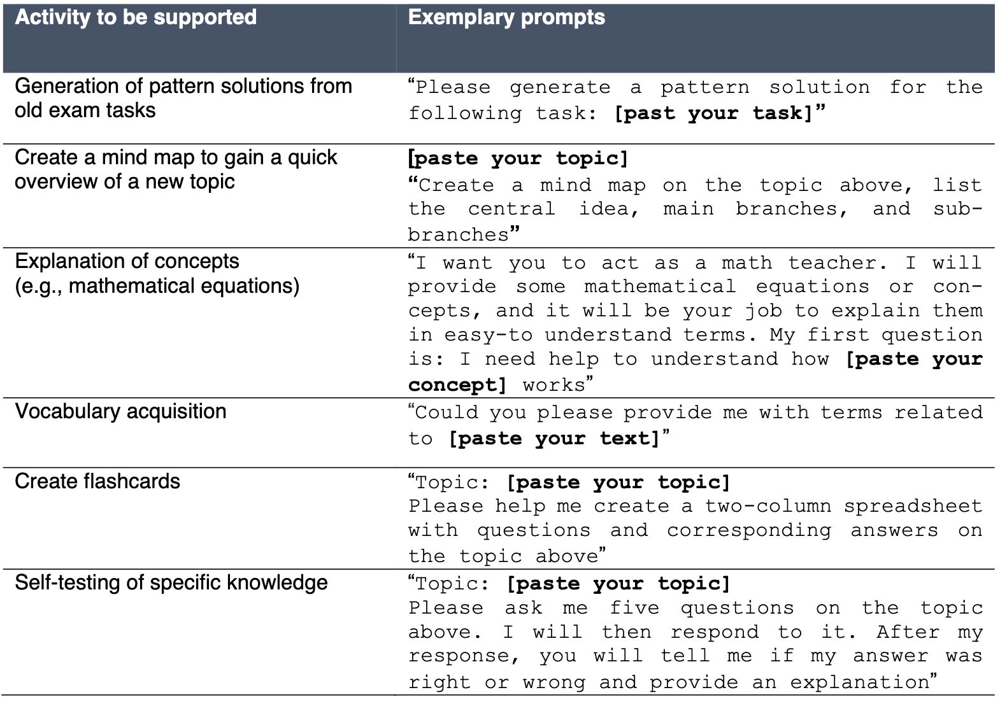 Activity to be supported
Exemplary prompts
Generation of pattern solutions from
old exam tasks
“Please generate a pattern solution for the
following task: [past your task]”
Create a mind map to gain a quick
overview of a new topic
[paste your topic]
“Create a mind map on the topic above, list
the central idea, main branches, and sub-
branches”
Explanation of concepts
(e.g., mathematical equations)
“I want you to act as a math teacher. I will
provide some mathematical equations or con-
cepts, and it will be your job to explain them
in easy-to understand terms. My first question
is: I need help to understand how [paste your
concept] works”
Vocabulary acquisition
“Could you please provide me with terms related
to [paste your text]”
Create flashcards
“Topic: [paste your topic]
Please help me create a two-column spreadsheet
with questions and corresponding answers on
the topic above”
Self-testing of specific knowledge
“Topic: [paste your topic]
Please ask me five questions on the topic
above. I will then respond to it. After my
response, you will tell me if my answer was
right or wrong and provide an explanation”